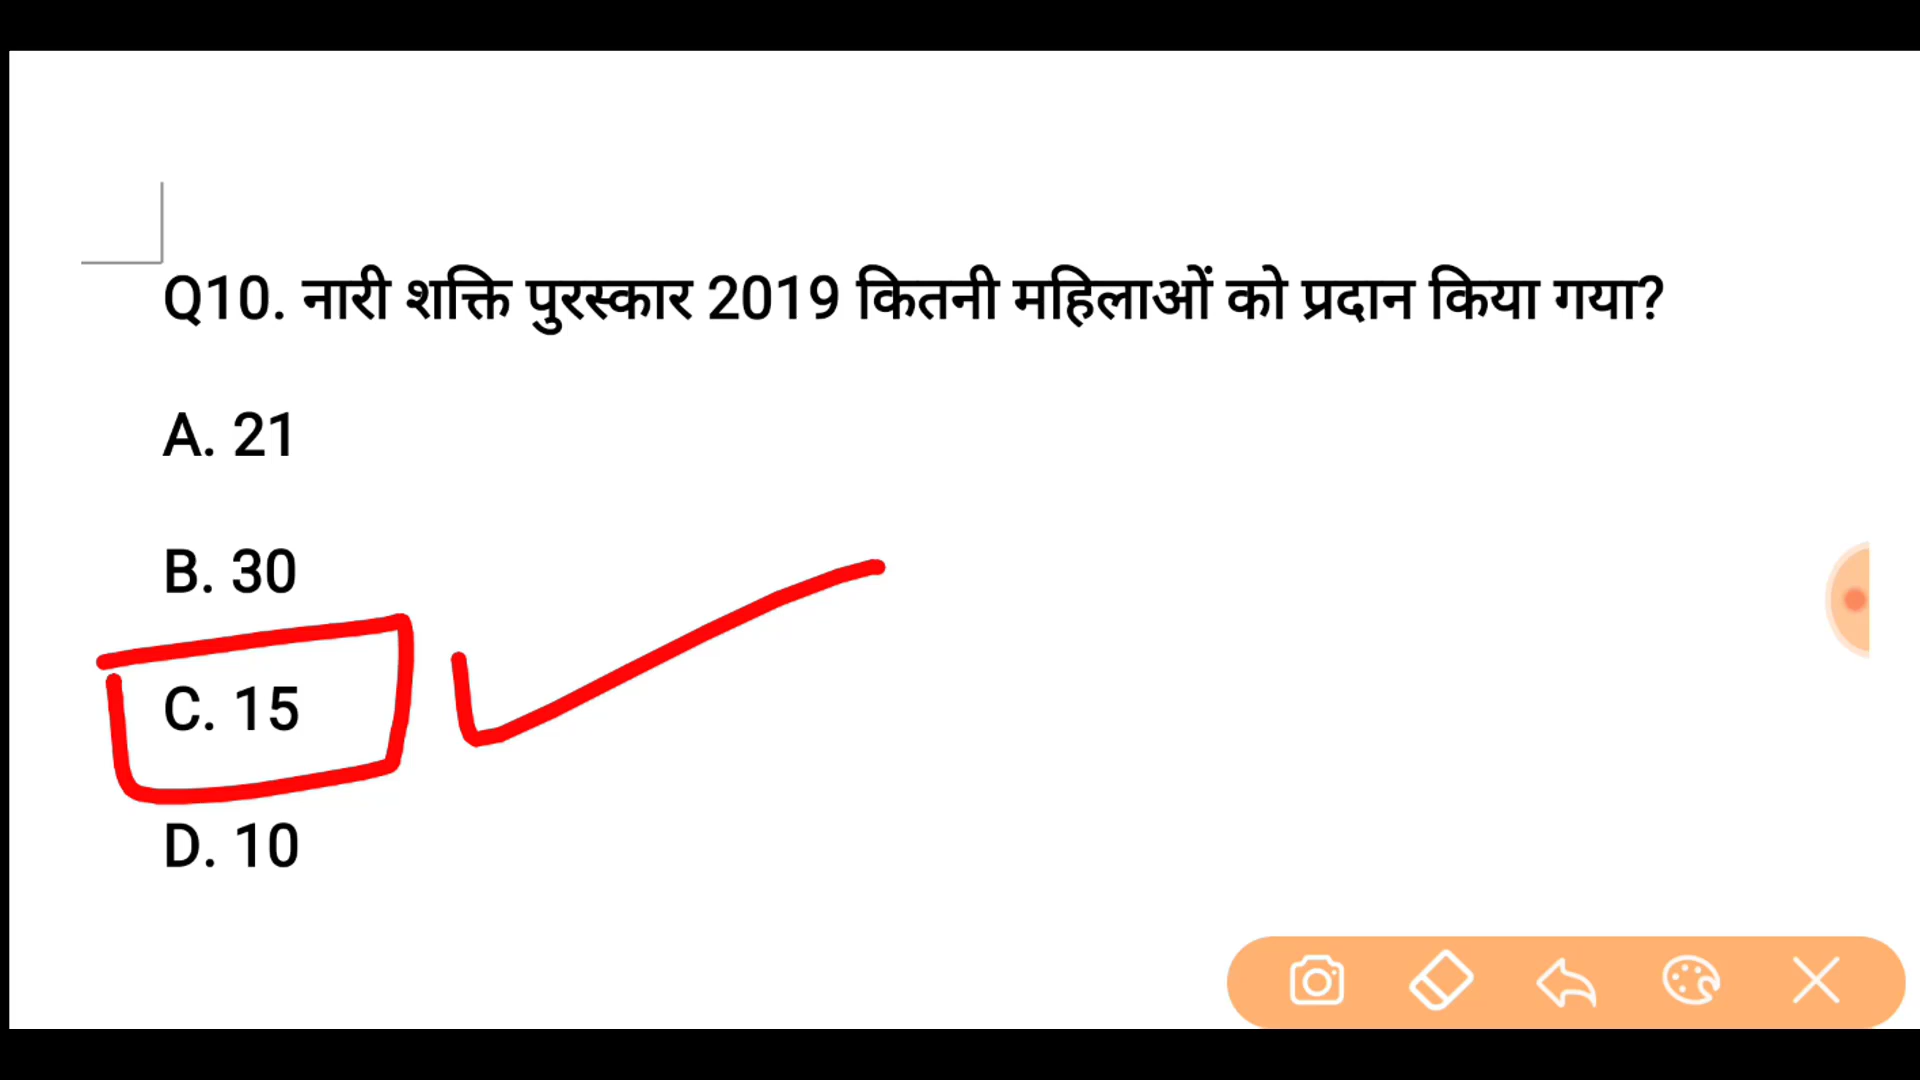 Q10. नारी शक्ति पुरस्कार 2019 कितनी महिलाओं को प्रदान किया गया?
A. 21
B. 30
C. 15
D. 10